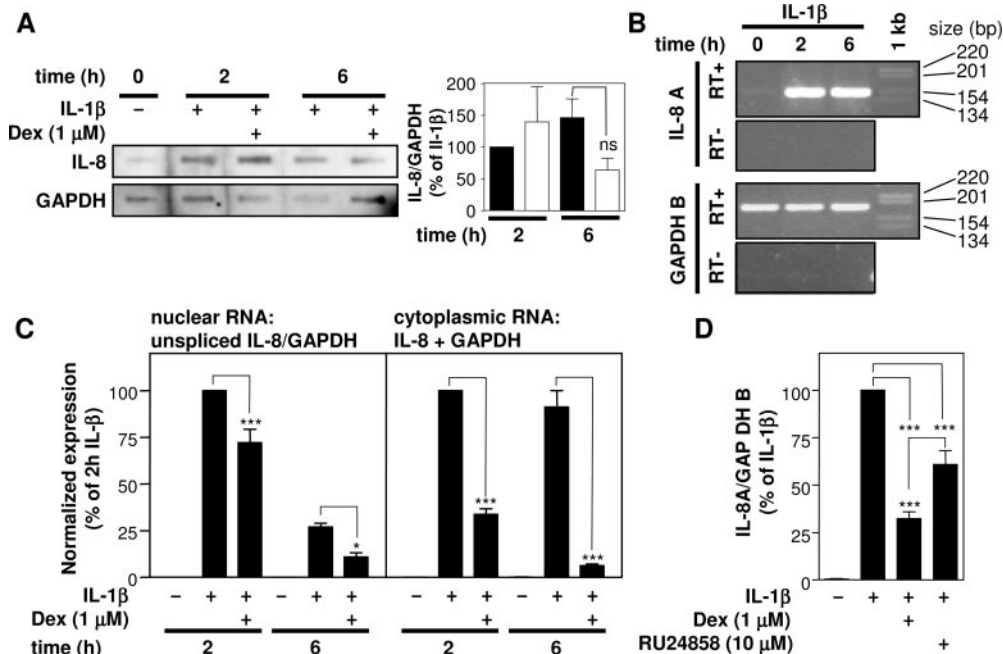 A
time (h) 0 2 6
IL-1β – + + + +
Dex (1 μM) + +
IL-8
GAPDH
IL-8/GAPDH
(% of Il-1β)
200
150
100
50
0
ns
time (h) 2 6
B
IL-1β
time (h) 0 2 6
1 kb
size (bp)
IL-8 A
RT+
220
201
154
134
RT-
GAPDH B
RT+
220
201
154
134
RT-
C
nuclear RNA:
unspliced IL-8/GAPDH
cytoplasmic RNA:
IL-8 + GAPDH
Normalized expression
(% of 2h IL-β)
100
75
50
25
0
***
*
***
***
IL-1β – + + – + + – + + – + +
Dex (1 μM) + + + +
time (h) 2 6 2 6
D
IL-8A/GAP DH B
(% of IL-1β)
100
75
50
25
0
*** ***
***
IL-1β – + + +
Dex (1 μM) +
RU24858 (10 μM) +